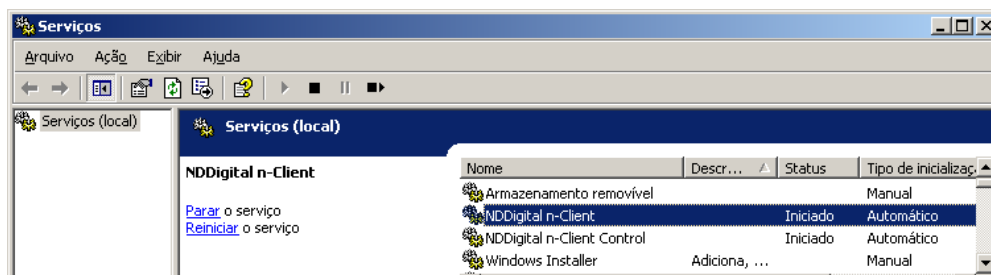 Serviços
Arquivo Ação Exibir Ajuda
Serviços (local)
Serviços (local)
NDDigital n-Client
Parar o serviço
Reiniciar o serviço
Nome Descr... Status Tipo de inicializaç.
Armazenamento removível Manual
NDDigital n-Client Iniciado Automático
NDDigital n-Client Control Iniciado Automático
Windows Installer Adiciona, ... Manual